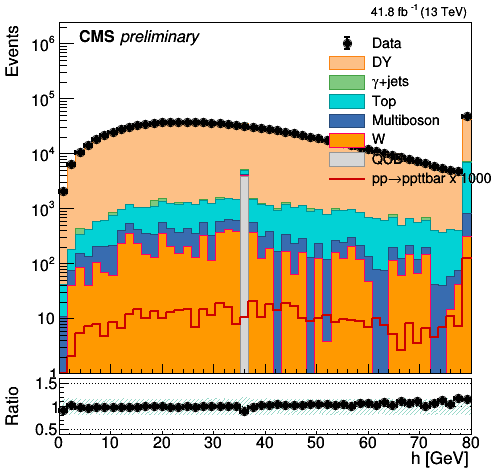 41.8 fb⁻¹ (13 TeV)
CMS preliminary
Events
10⁶
10⁵
10⁴
10³
10²
10
1
Data
DY
γ+jets
Top
Multiboson
W
QCD
pp→ppttbar x 1000
Ratio
1.5
1
0.5
0 10 20 30 40 50 60 70 80
h [GeV]